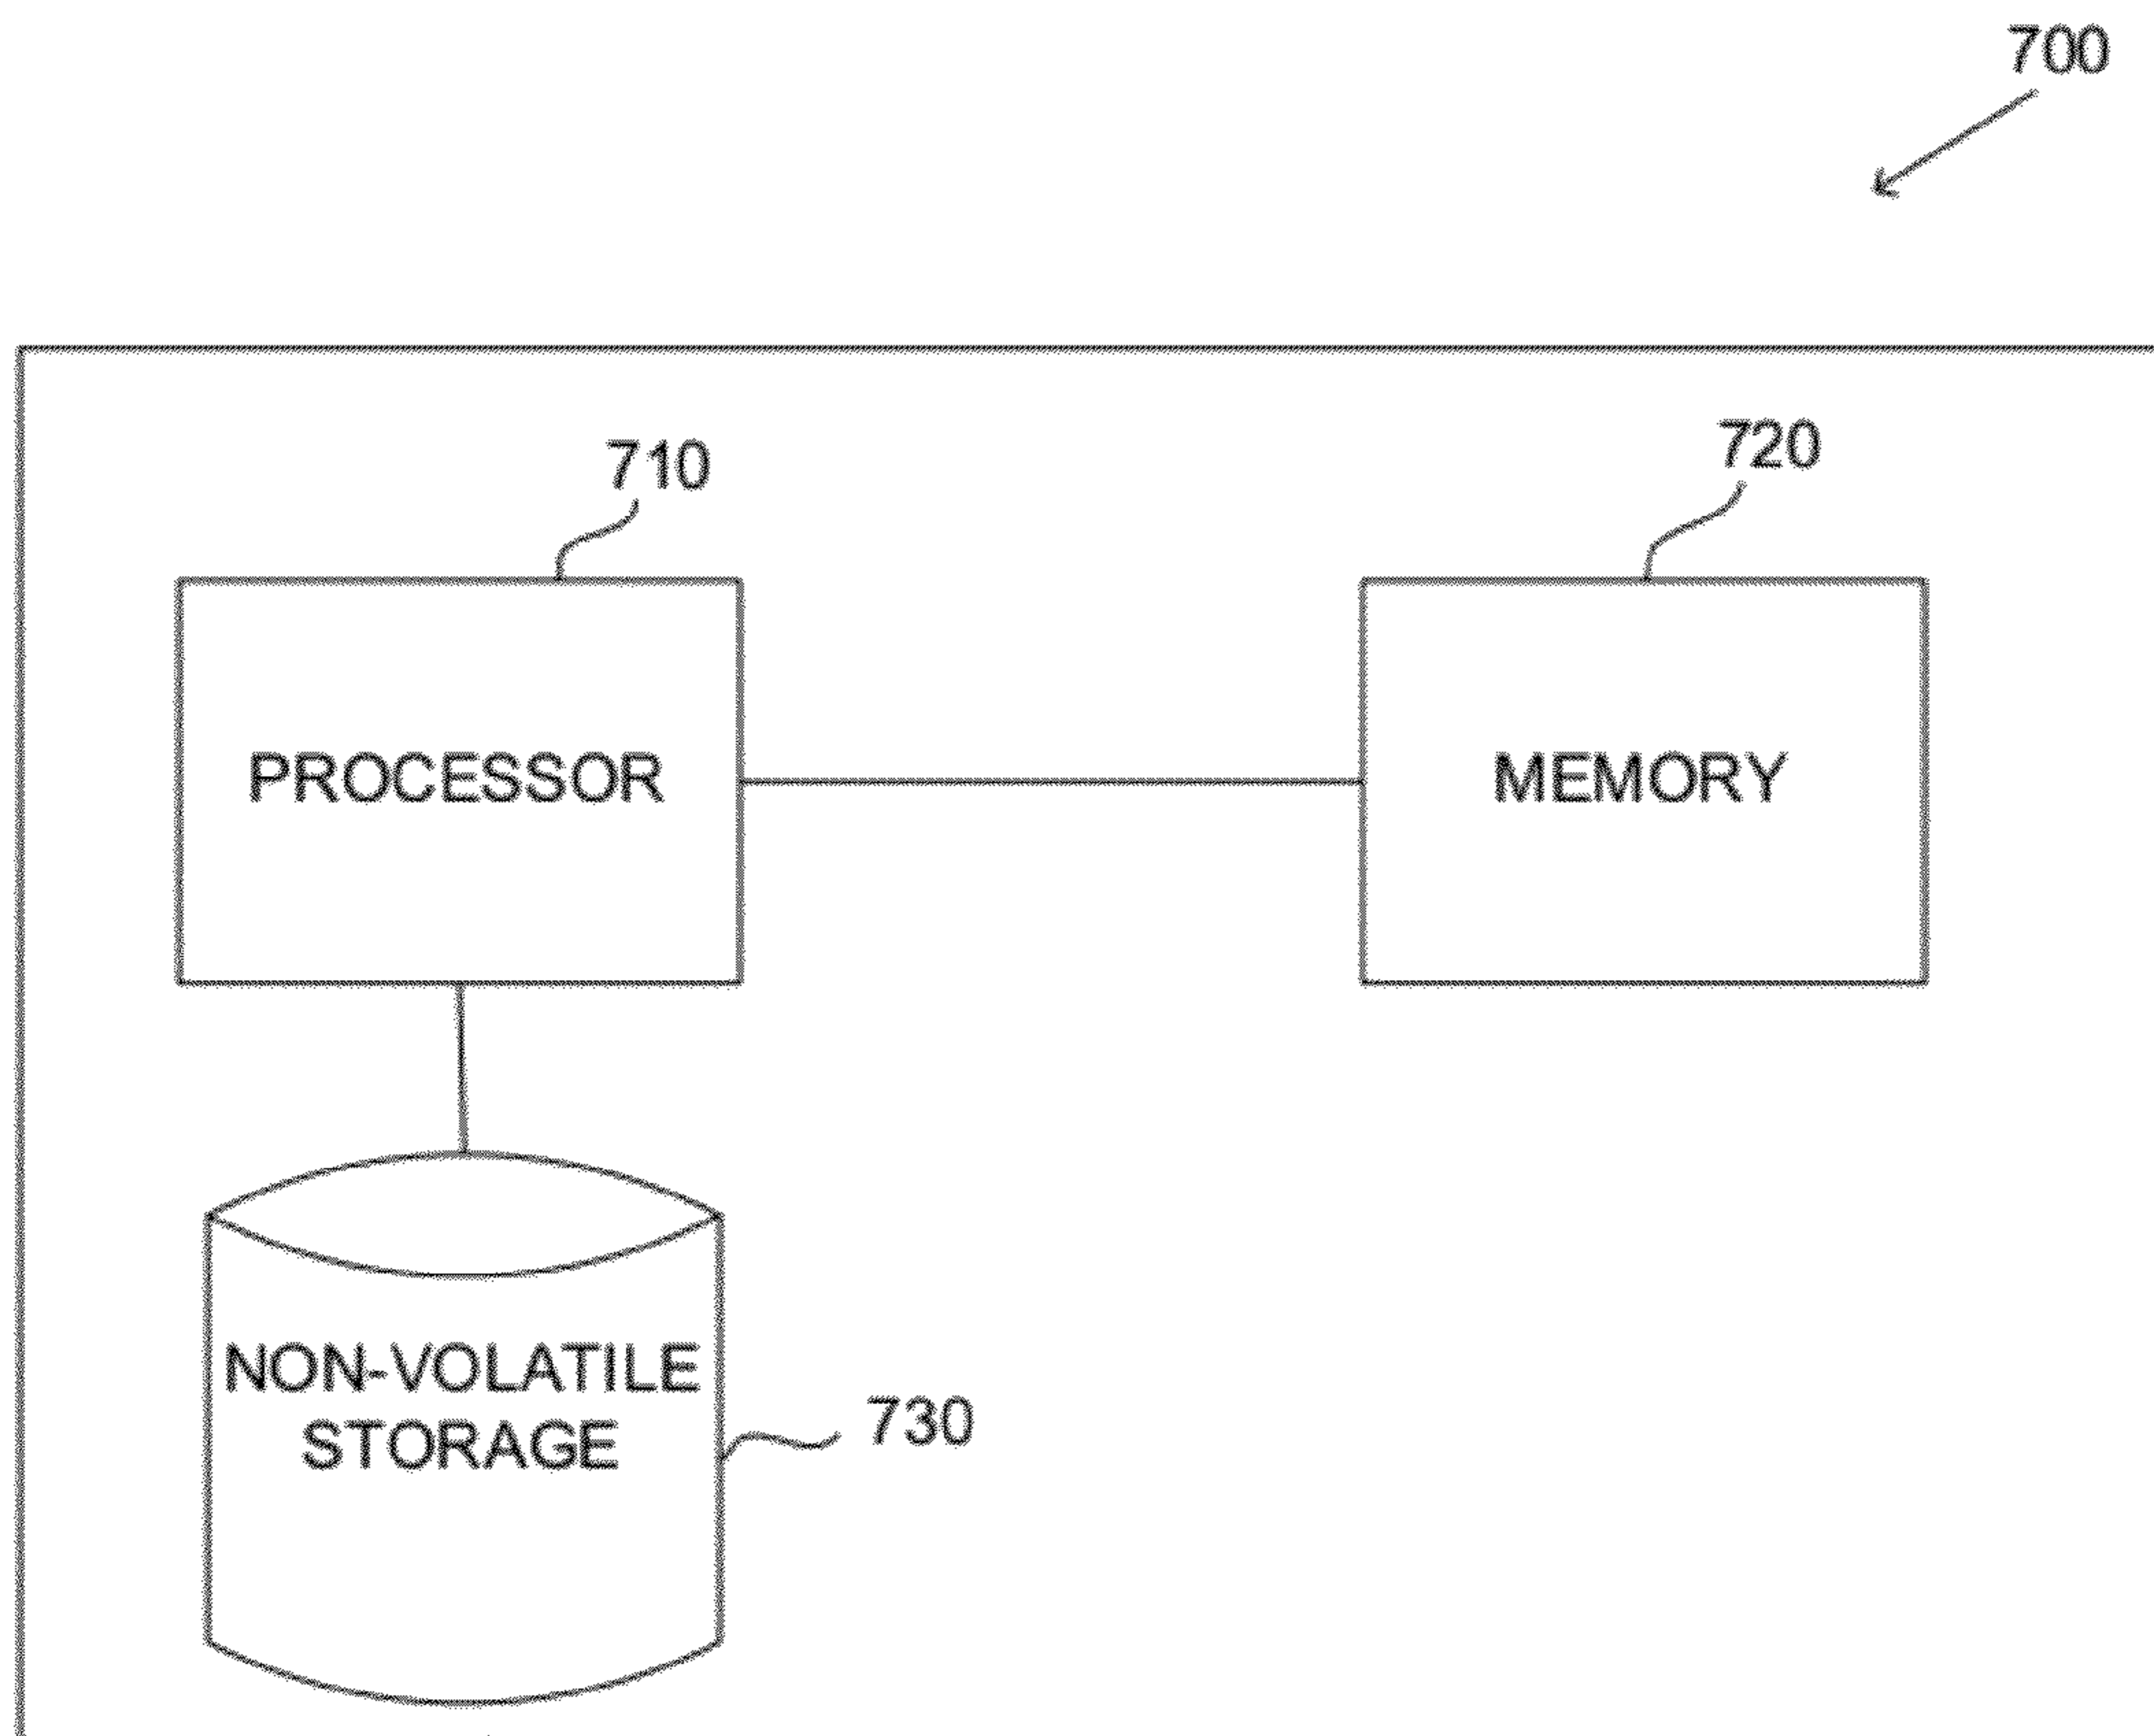 700
710
720
PROCESSOR
MEMORY
NON-VOLATILE
STORAGE
730